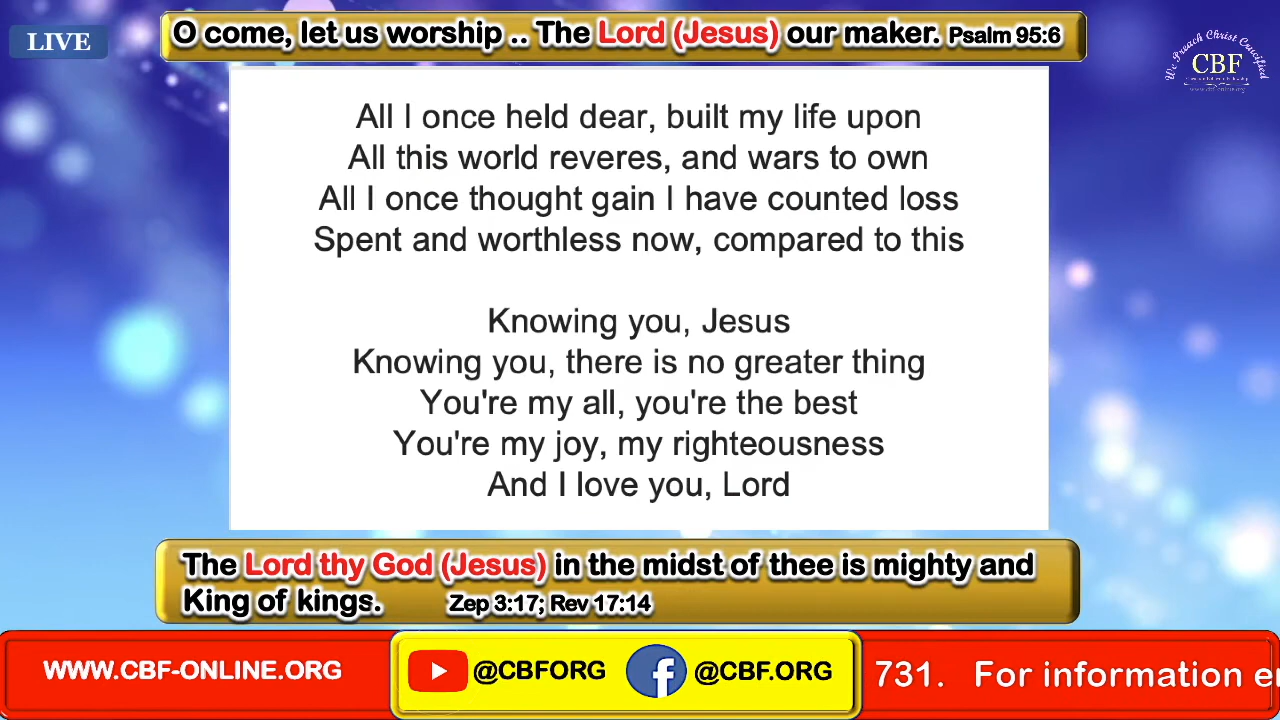 LIVE
O come, let us worship .. The Lord (Jesus) our maker. Psalm 95:6
We Preach Christ Crucified
CBF
All I once held dear, built my life upon
All this world reveres, and wars to own
All I once thought gain I have counted loss
Spent and worthless now, compared to this
Knowing you, Jesus
Knowing you, there is no greater thing
You're my all, you're the best
You're my joy, my righteousness
And I love you, Lord
The Lord thy God (Jesus) in the midst of thee is mighty and
King of kings. Zep 3:17; Rev 17:14
WWW.CBF-ONLINE.ORG
@CBFORG
@CBF.ORG
731. For information